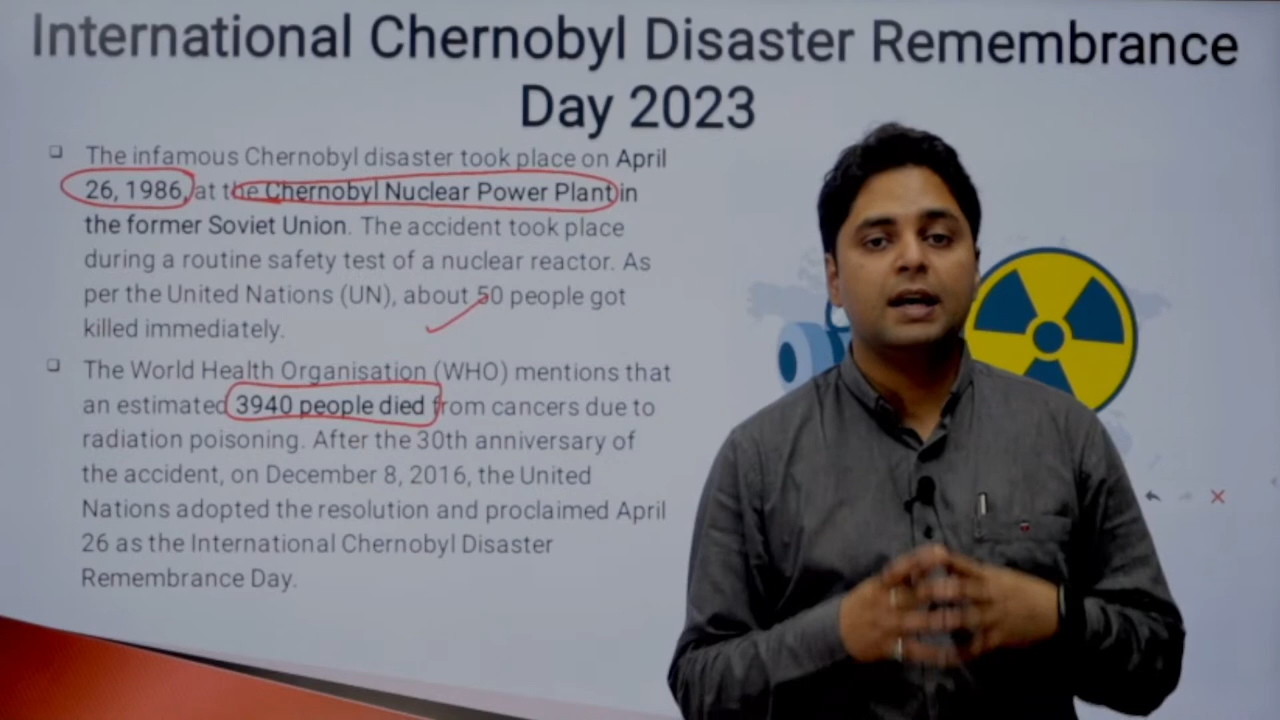 International Chernobyl Disaster Remembrance
Day 2023
The infamous Chernobyl disaster took place on April
26, 1986, at the Chernobyl Nuclear Power Plant in
the former Soviet Union. The accident took place
during a routine safety test of a nuclear reactor. As
per the United Nations (UN), about 50 people got
killed immediately.
The World Health Organisation (WHO) mentions that
an estimated 3940 people died from cancers due to
radiation poisoning. After the 30th anniversary of
the accident, on December 8, 2016, the United
Nations adopted the resolution and proclaimed April
26 as the International Chernobyl Disaster
Remembrance Day.